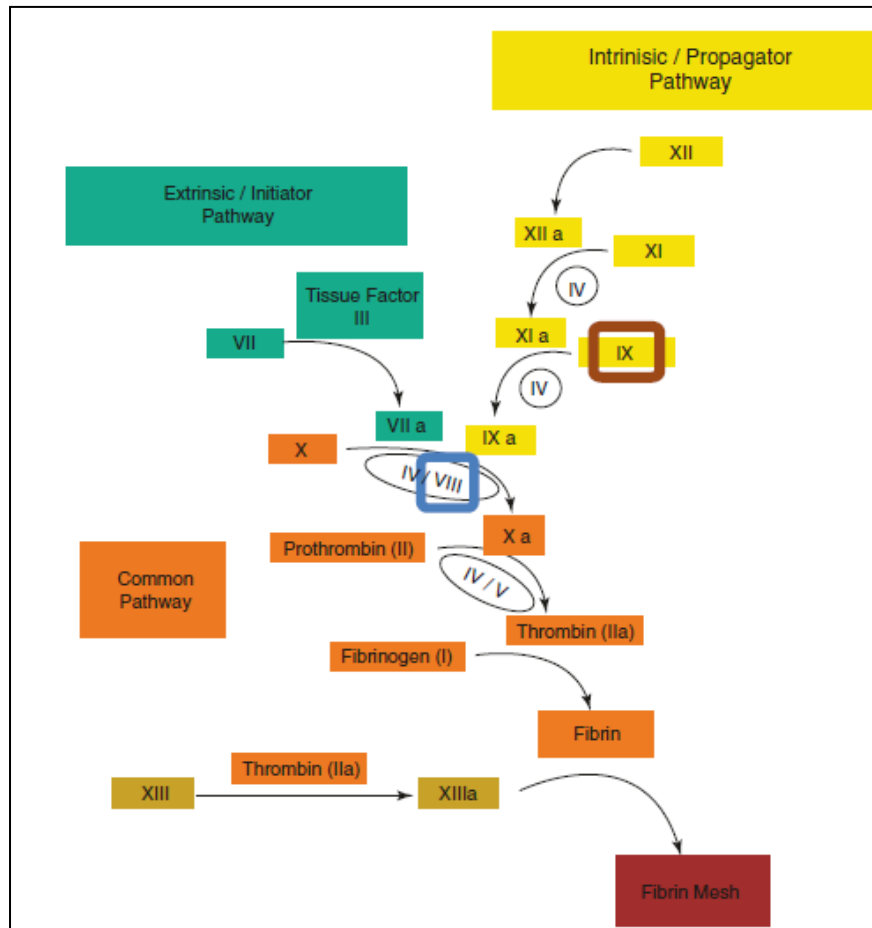 Intrinisic / Propagator
Pathway
XII
Extrinsic / Initiator
Pathway
XII a
XI
IV
Tissue Factor
III
XI a
VII
IX
IV
VII a
IX a
X
IV / VIII
X a
Prothrombin (II)
IV / V
Common
Pathway
Thrombin (IIa)
Fibrinogen (I)
Fibrin
Thrombin (IIa)
XIII
XIIIa
Fibrin Mesh